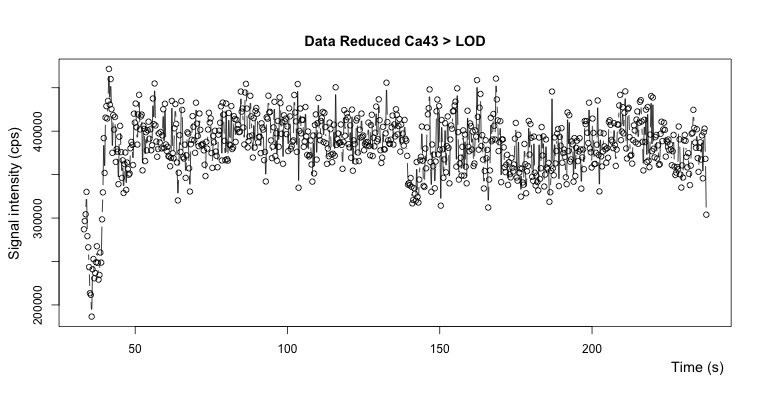 Data Reduced Ca43 > LOD
Signal intensity (cps)
400000
300000
200000
50
100
150
200
Time (s)